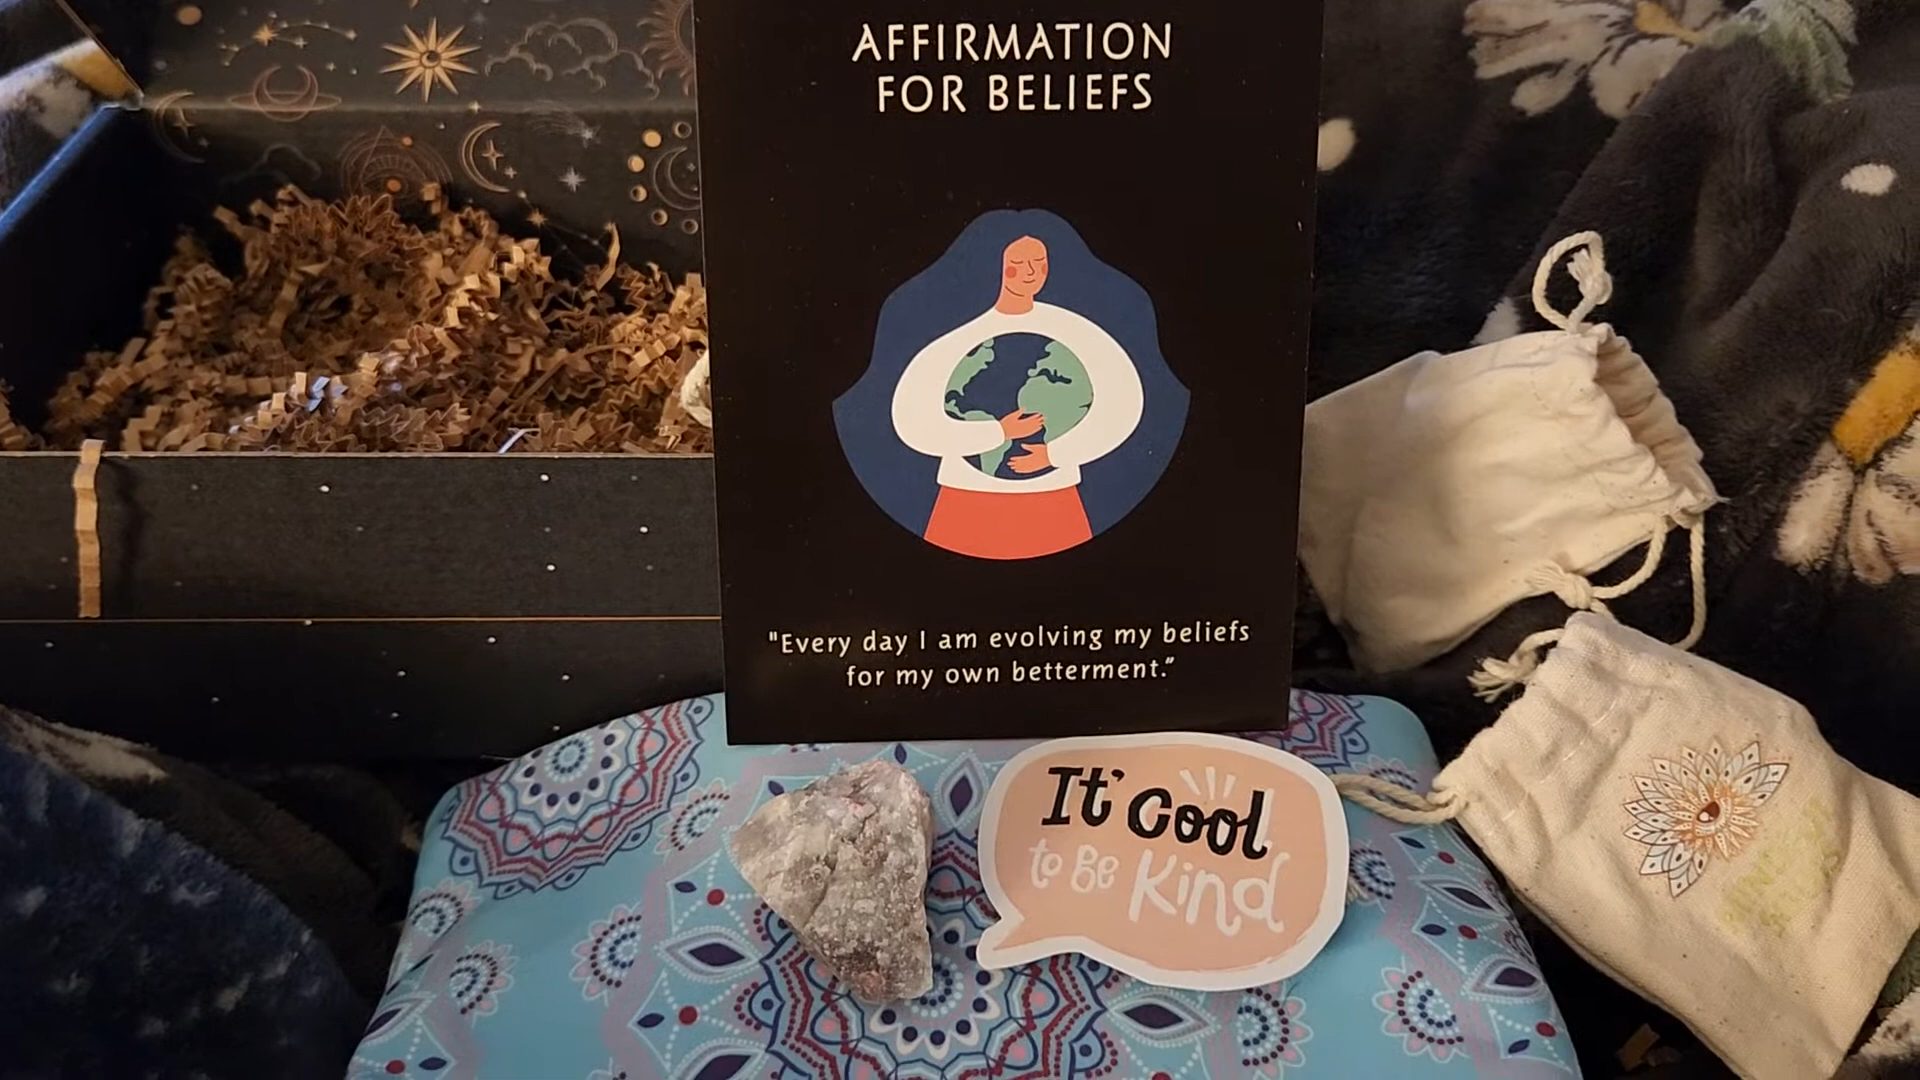 AFFIRMATION
FOR BELIEFS
"Every day I am evolving my beliefs
for my own betterment."
It' Cool
to Be Kind